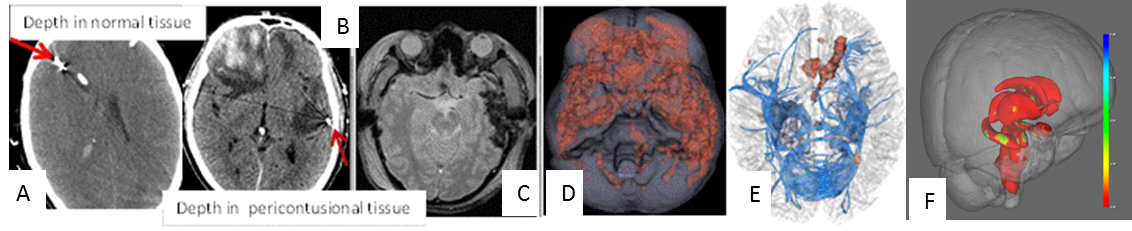 Depth in normal tissue
A
B
Depth in pericontusional tissue
C
D
E
F